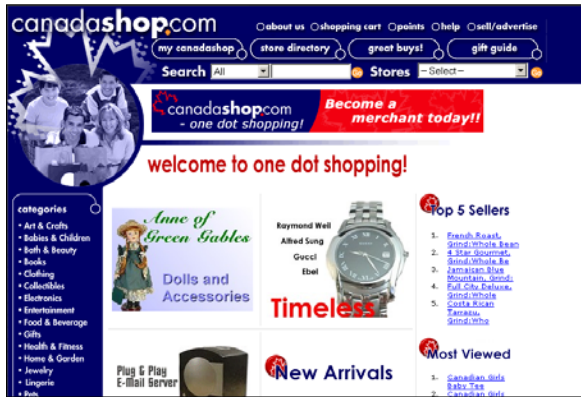 canadashop.com
about us shopping cart points help sell/advertise
my canadashop store directory great buys! gift guide
Search All Go Stores -Select- Go
canadashop.com
- one dot shopping!
Become a
merchant today!!
welcome to one dot shopping!
categories
• Art & Crafts
• Babies & Children
• Bath & Beauty
• Books
• Clothing
• Collectibles
• Electronics
• Entertainment
• Food & Beverage
• Gifts
• Health & Fitness
• Home & Garden
• Jewelry
• Lingerie
• Pets
Anne of
Green Gables
Dolls and
Accessories
Raymond Weil
Alfred Sung
Gucci
Ebel
Timeless
Plug & Play
E-Mail Server
New Arrivals
Top 5 Sellers
1. French Roast,
Grind:Whole Bean
2. 4 Star Gourmet,
Grind:Whole Be
3. Jamaican Blue
Mountain, Grind:
4. Full City Deluxe,
Grind:Whole
5. Costa Rican
Tarrasu,
Grind:Who
Most Viewed
1. Canadian Girls
Baby Tee
2. Canadian Girls